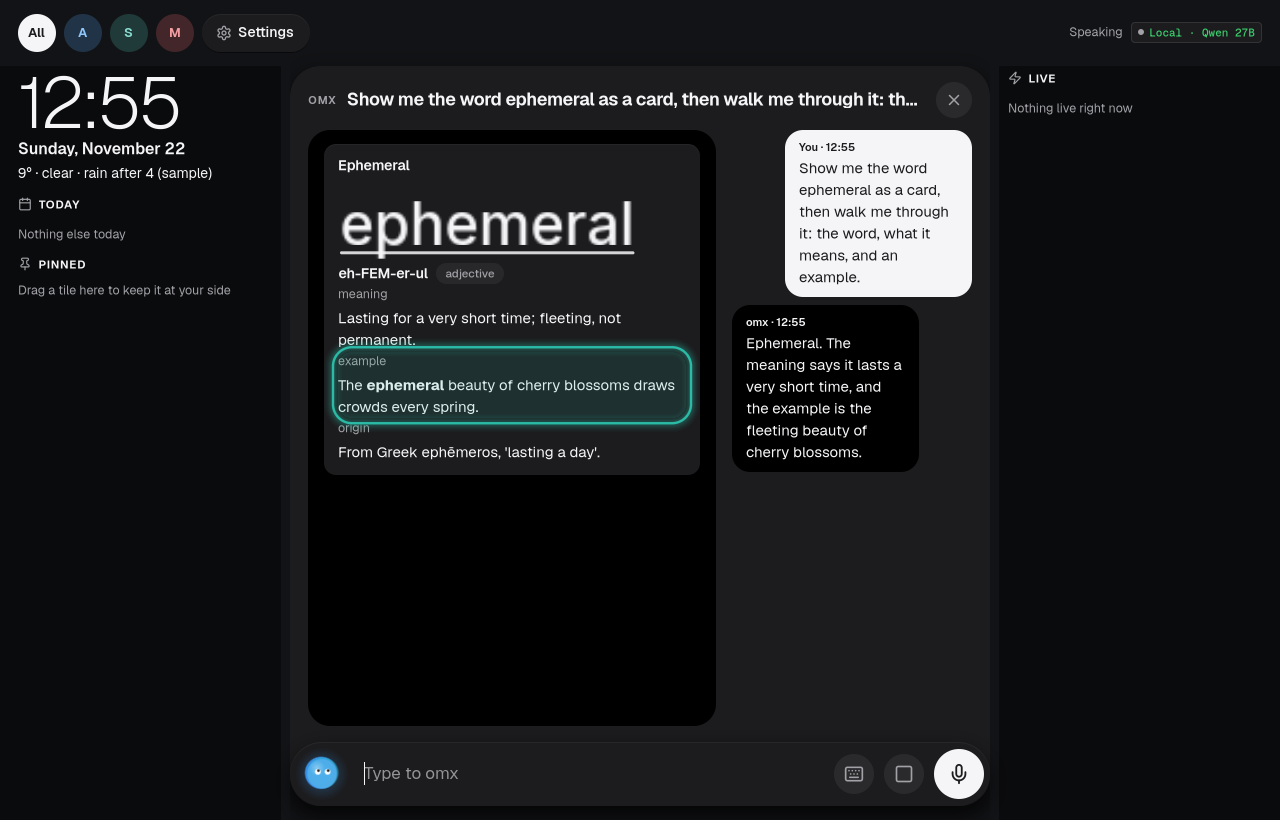 All A S M Settings
Speaking Local · Qwen 27B
12:55
Sunday, November 22
9° · clear · rain after 4 (sample)
TODAY
Nothing else today
PINNED
Drag a tile here to keep it at your side
OMX Show me the word ephemeral as a card, then walk me through it: th...
Ephemeral
ephemeral
eh-FEM-er-ul adjective
meaning
Lasting for a very short time; fleeting, not
permanent.
example
The ephemeral beauty of cherry blossoms draws
crowds every spring.
origin
From Greek ephēmeros, 'lasting a day'.
You · 12:55
Show me the word
ephemeral as a card,
then walk me through
it: the word, what it
means, and an
example.
omx · 12:55
Ephemeral. The
meaning says it lasts a
very short time, and
the example is the
fleeting beauty of
cherry blossoms.
Type to omx
LIVE
Nothing live right now